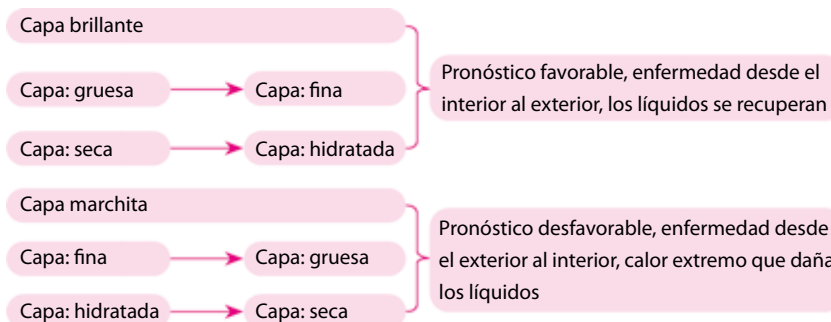 Capa brillante
Capa: gruesa
Capa: fina
Capa: seca
Capa: hidratada
Pronóstico favorable, enfermedad desde el
interior al exterior, los líquidos se recuperan
Capa marchita
Capa: fina
Capa: gruesa
Capa: hidratada
Capa: seca
Pronóstico desfavorable, enfermedad desde
el exterior al interior, calor extremo que daña
los líquidos